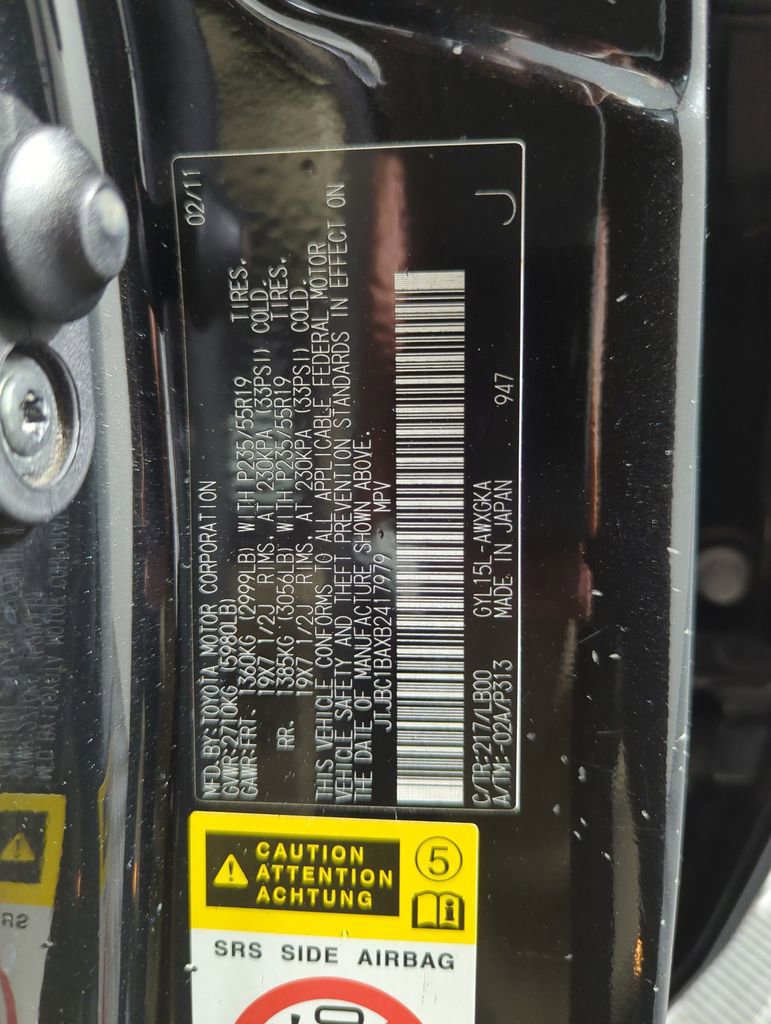 MFD.BY:TOYOTA MOTOR CORPORATION 02/11
GVWR:2710KG (5980LB)
GAWR:FRT. 1360KG (2999LB) WITH P235/55R19 TIRES,
19X7 1/2J RIMS, AT 230KPA (33PSI) COLD.
RR. 1385KG (3056LB) WITH P235/55R19 TIRES,
19X7 1/2J RIMS, AT 230KPA (33PSI) COLD.
THIS VEHICLE CONFORMS TO ALL APPLICABLE FEDERAL MOTOR
VEHICLE SAFETY AND THEFT PREVENTION STANDARDS IN EFFECT ON
THE DATE OF MANUFACTURE SHOWN ABOVE.
JTJBC1BAXB2417979 MPV
C/TR:217/LB00 GYL15L-AWXGKA
A/TM:-02A/P313 MADE IN JAPAN 947
J
CAUTION
ATTENTION
ACHTUNG
5
SRS SIDE AIRBAG